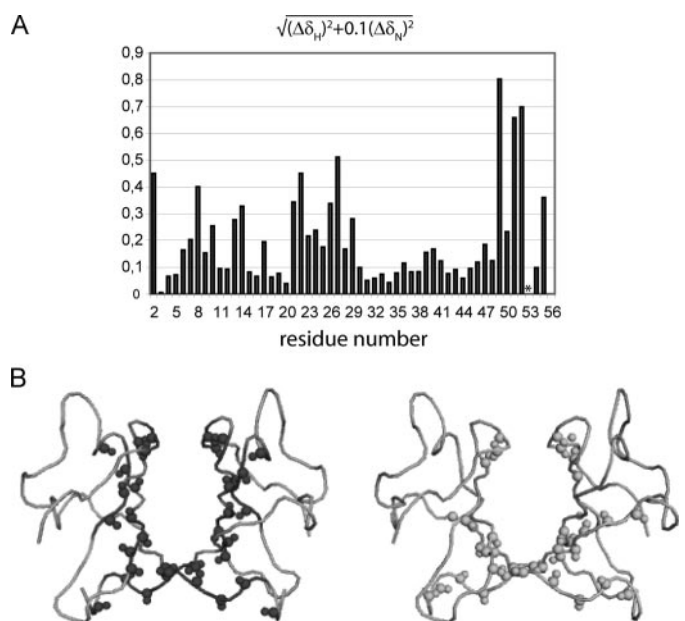 A
√(Δδ_H)²+0.1(Δδ_N)²
0,9
0,8
0,7
0,6
0,5
0,4
0,3
0,2
0,1
0
*
2 5 8 11 14 17 20 23 26 29 32 35 38 41 44 47 50 53 56
residue number
B